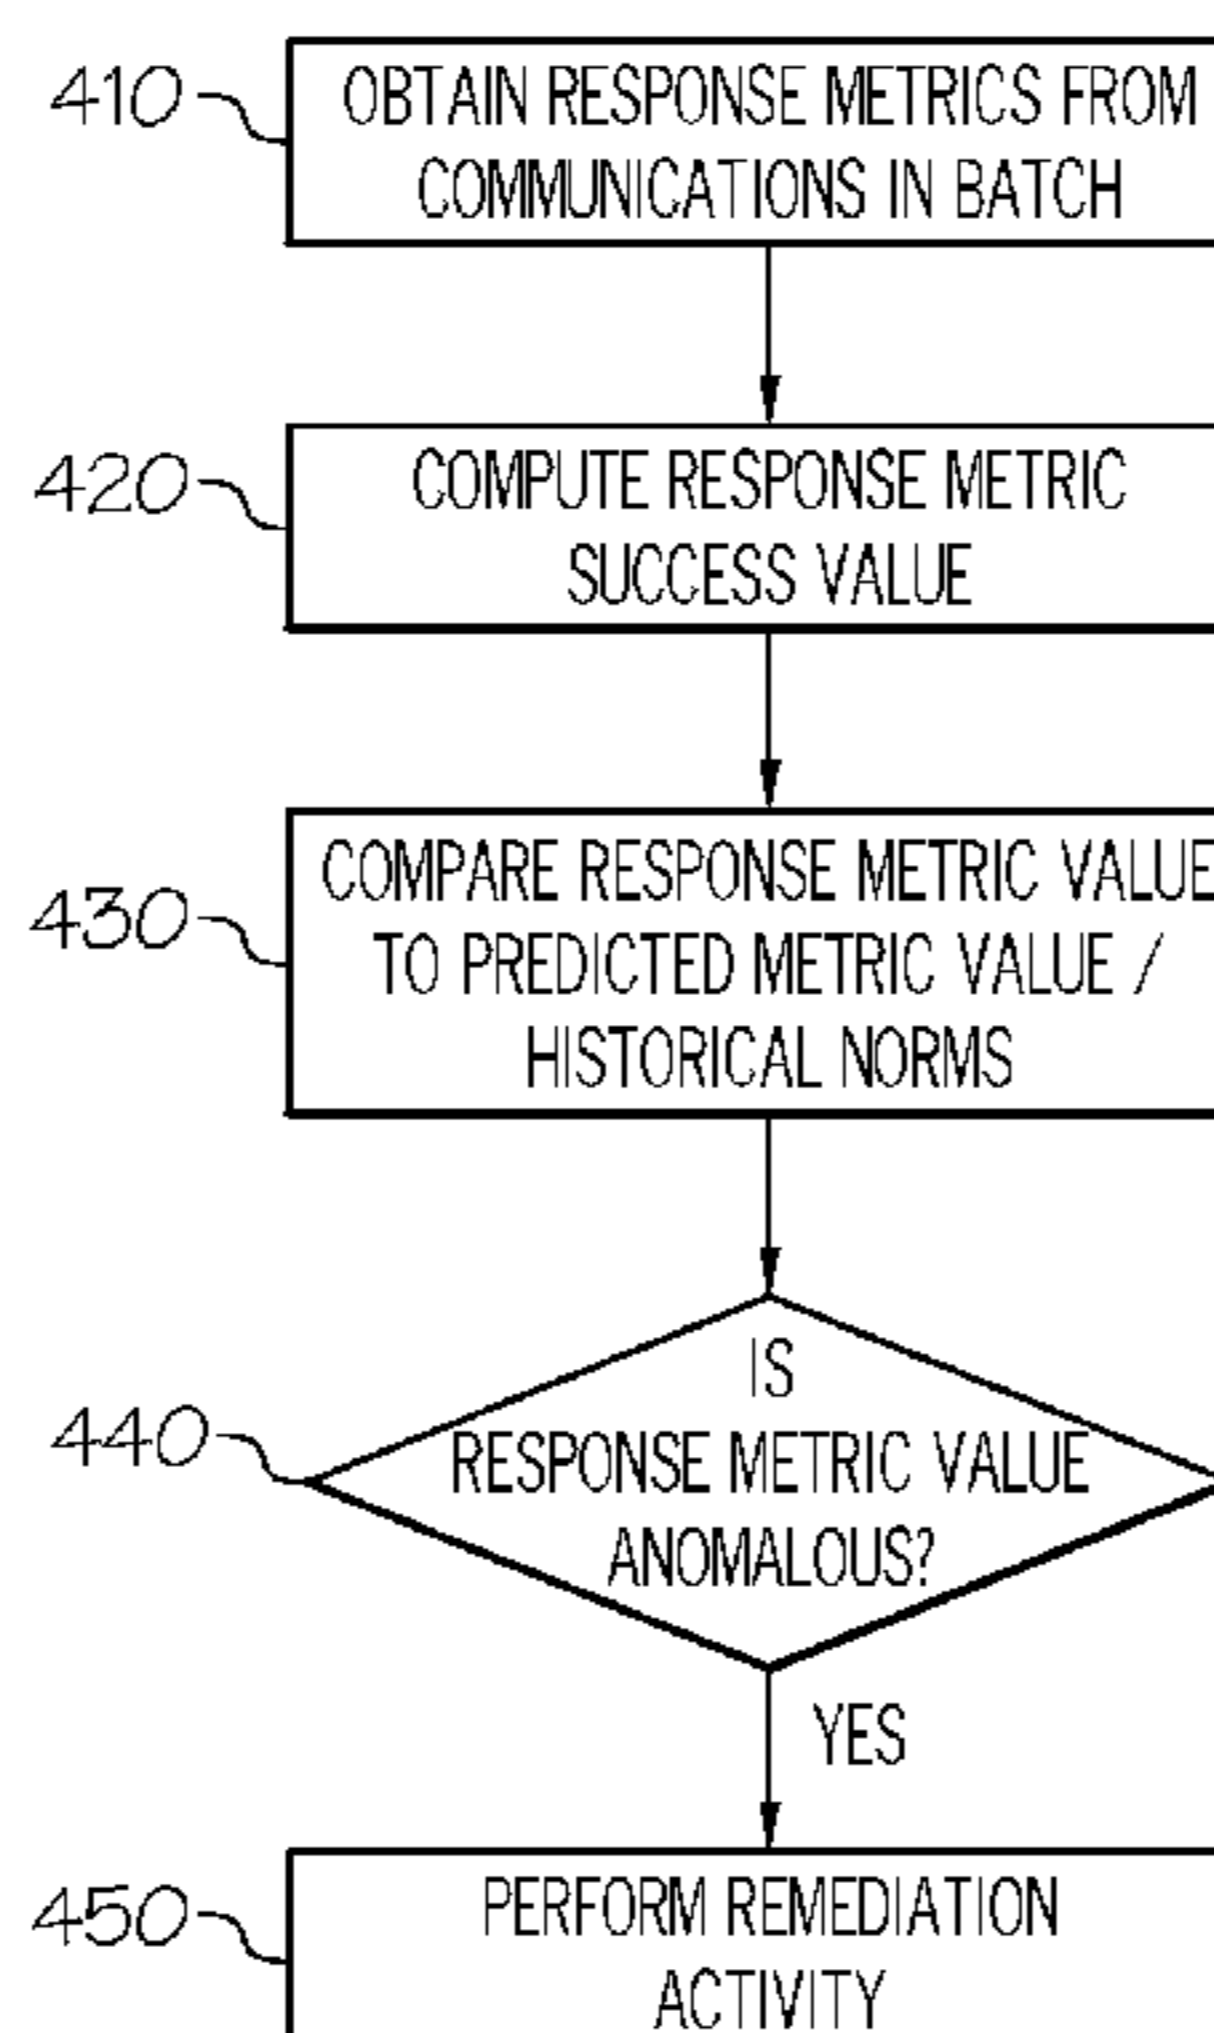 410
OBTAIN RESPONSE METRICS FROM
COMMUNICATIONS IN BATCH
420
COMPUTE RESPONSE METRIC
SUCCESS VALUE
430
COMPARE RESPONSE METRIC VALUE
TO PREDICTED METRIC VALUE /
HISTORICAL NORMS
440
IS
RESPONSE METRIC VALUE
ANOMALOUS?
YES
450
PERFORM REMEDIATION
ACTIVITY